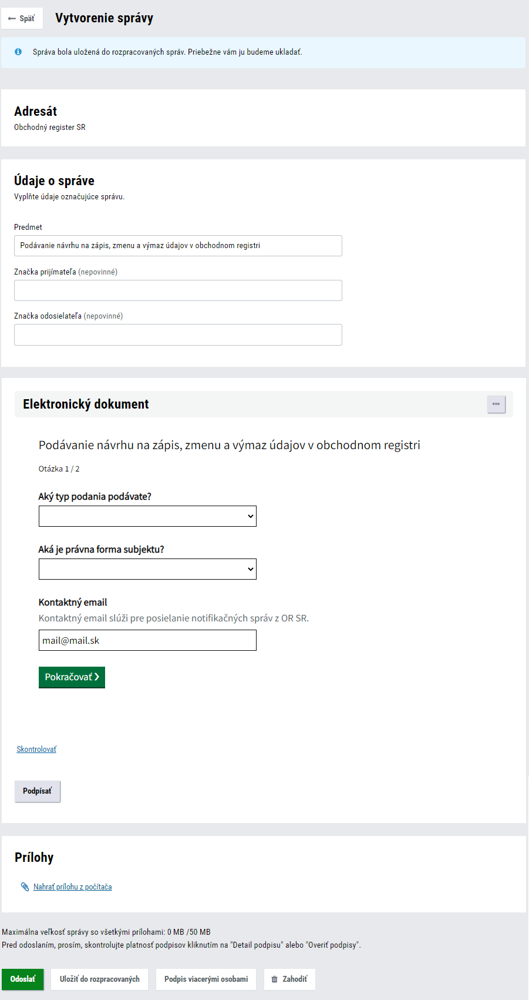 Späť
Vytvorenie správy
Správa bola uložená do rozpracovaných správ. Priebežne vám ju budeme ukladať.
Adresát
Obchodný register SR
Údaje o správe
Vyplňte údaje označujúce správu.
Predmet
Podávanie návrhu na zápis, zmenu a výmaz údajov v obchodnom registri
Značka prijímateľa (nepovinné)
Značka odosielateľa (nepovinné)
Elektronický dokument
Podávanie návrhu na zápis, zmenu a výmaz údajov v obchodnom registri
Otázka 1 / 2
Aký typ podania podávate?
Aká je právna forma subjektu?
Kontaktný email
Kontaktný email slúži pre posielanie notifikačných správ z OR SR.
mail@mail.sk
Pokračovať ❯
Skontrolovať
Podpísať
Prílohy
Nahrať prílohu z počítača
Maximálna veľkosť správy so všetkými prílohami: 0 MB /50 MB
Pred odoslaním, prosím, skontrolujte platnosť podpisov kliknutím na "Detail podpisu" alebo "Overiť podpisy".
Odoslať Uložiť do rozpracovaných Podpis viacerými osobami Zahodiť